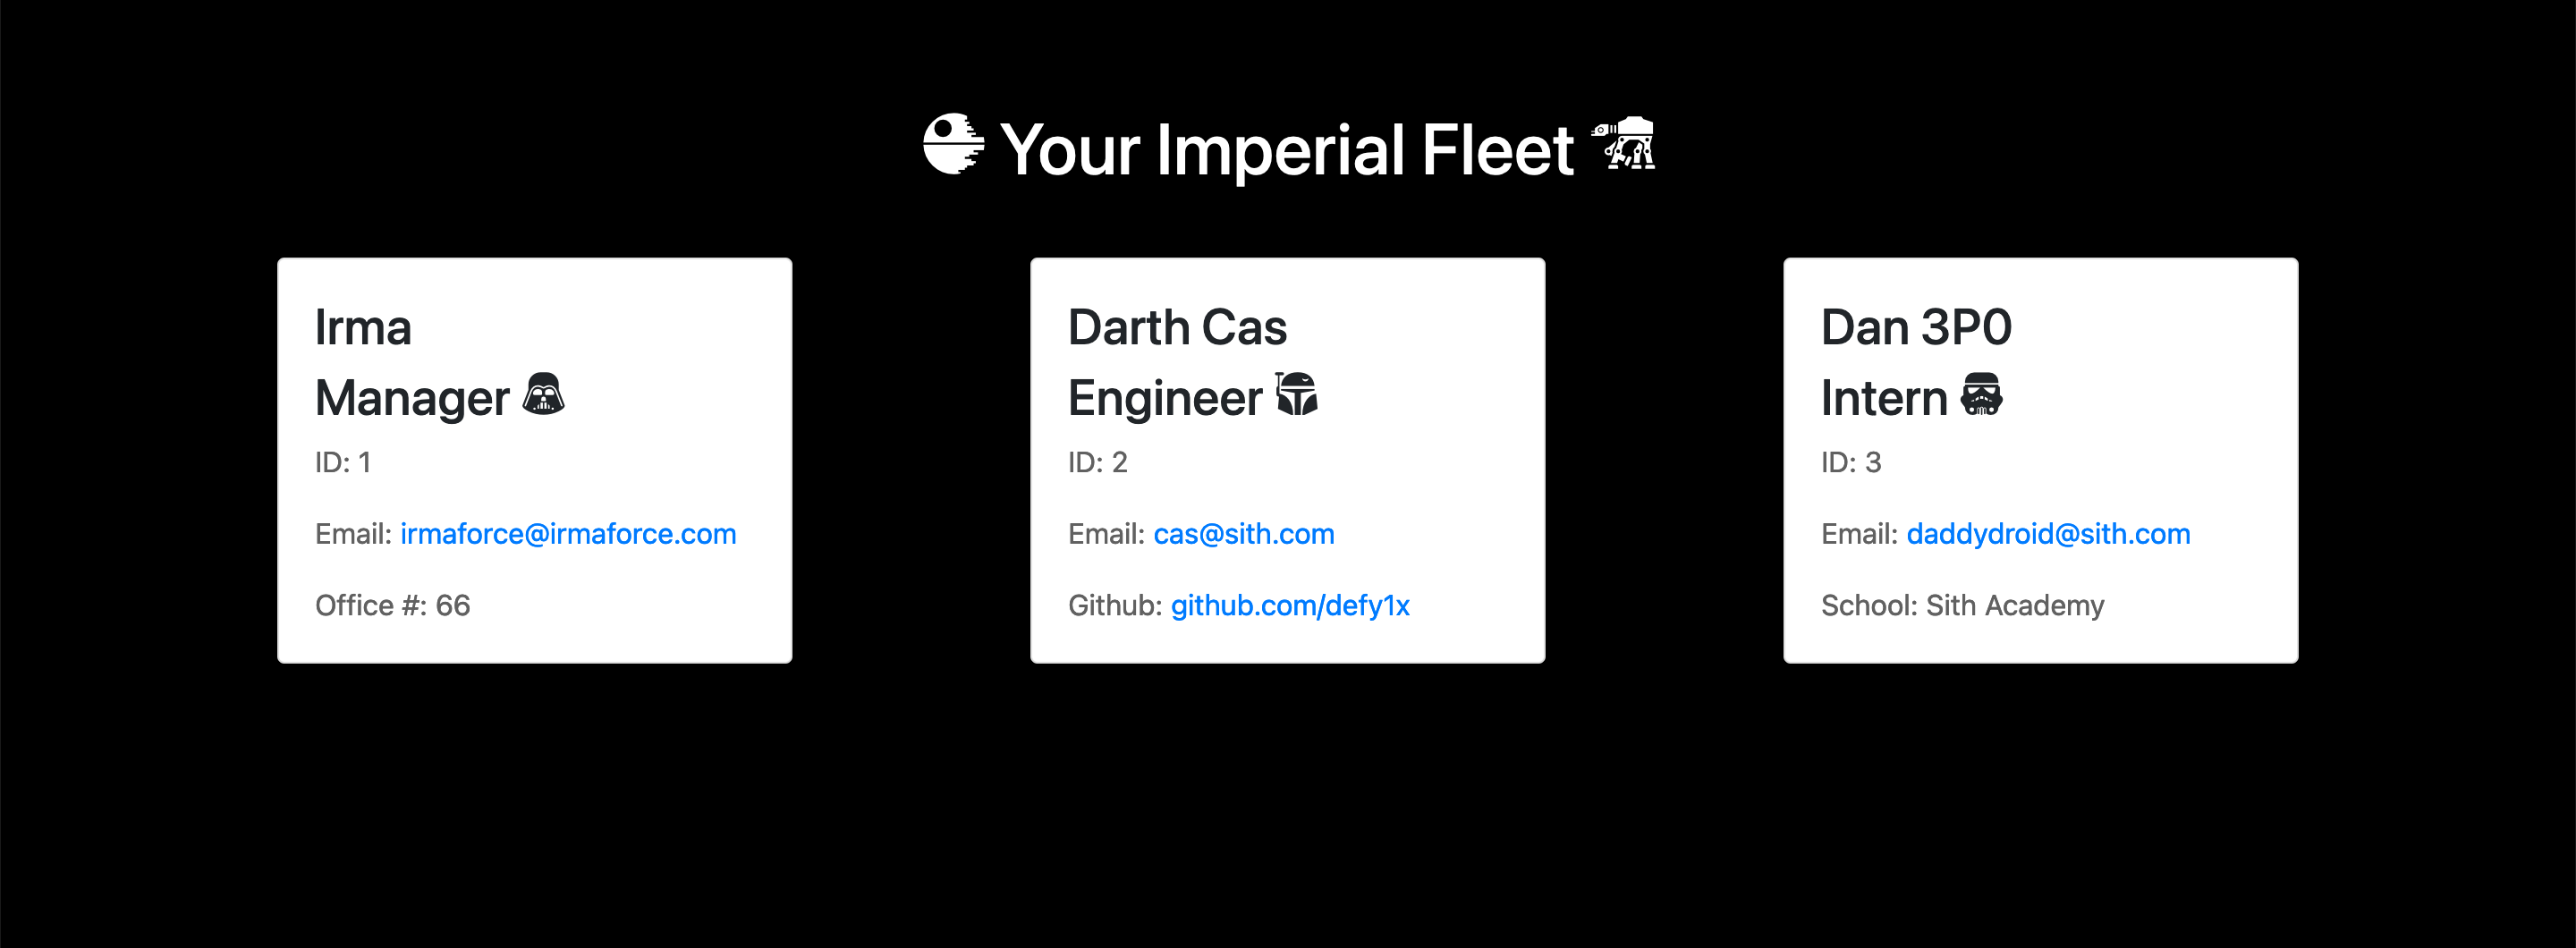 Your Imperial Fleet
Irma
Manager
ID: 1
Email: irmaforce@irmaforce.com
Office #: 66
Darth Cas
Engineer
ID: 2
Email: cas@sith.com
Github: github.com/defy1x
Dan 3P0
Intern
ID: 3
Email: daddydroid@sith.com
School: Sith Academy